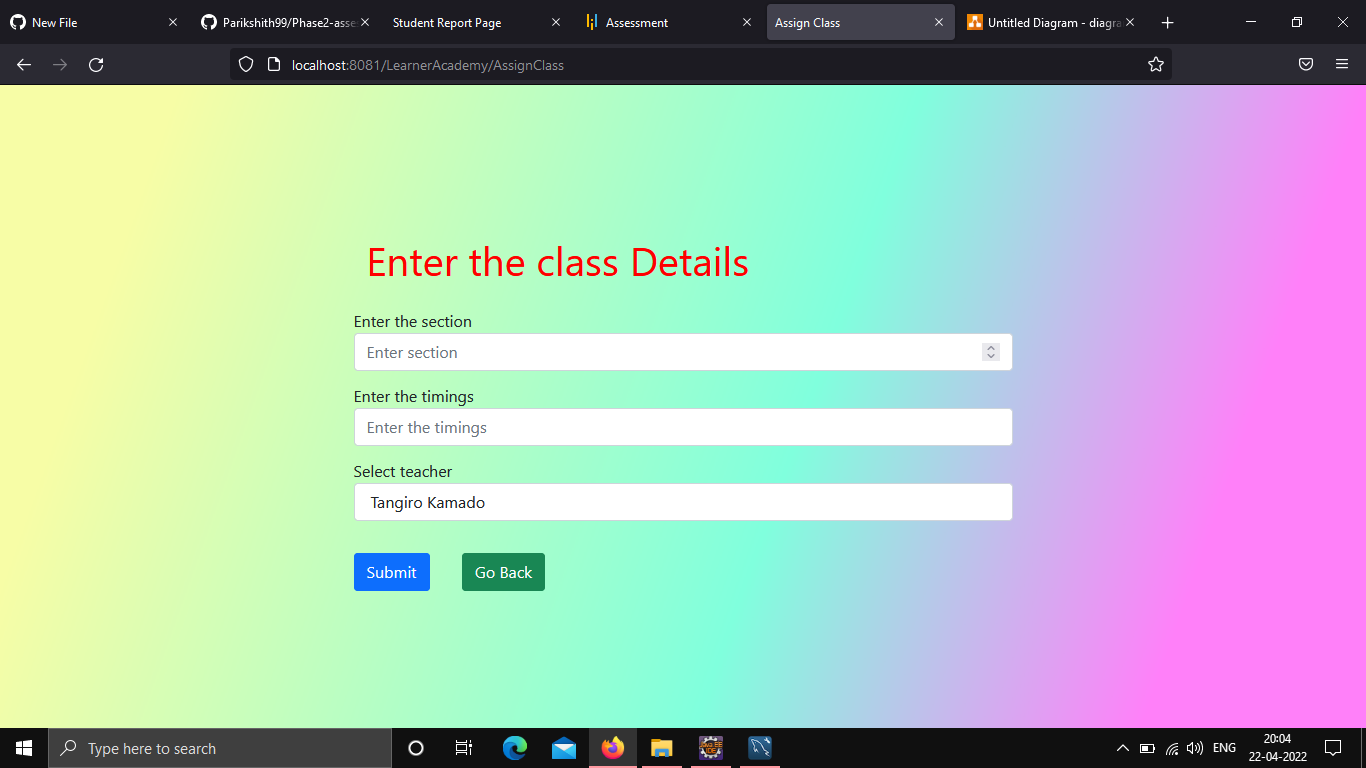 New File
Parikshith99/Phase2-asse
Student Report Page
Assessment
Assign Class
Untitled Diagram - diagra
localhost:8081/LearnerAcademy/AssignClass
Enter the class Details
Enter the section
Enter section
Enter the timings
Enter the timings
Select teacher
Tangiro Kamado
Submit
Go Back
Type here to search
ENG
20:04
22-04-2022